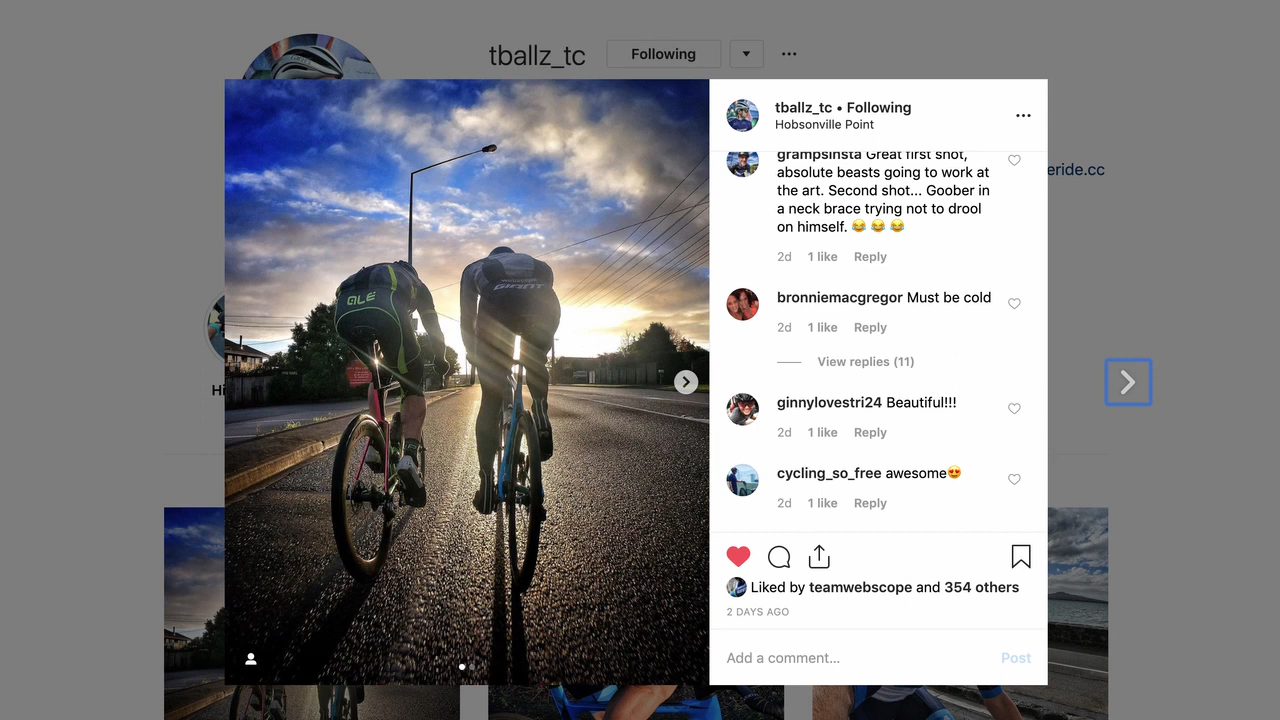 tballz_tc Following ...
tballz_tc • Following
Hobsonville Point
eride.cc
grampsinsta Great first shot,
absolute beasts going to work at
the art. Second shot... Goober in
a neck brace trying not to drool
on himself. 😂 😂 😂
2d 1 like Reply
bronniemacgregor Must be cold
2d 1 like Reply
View replies (11)
Hi
ginnylovestri24 Beautiful!!!
2d 1 like Reply
cycling_so_free awesome😍
2d 1 like Reply
Liked by teamwebscope and 354 others
2 DAYS AGO
Add a comment... Post
ALÉ
GIANT